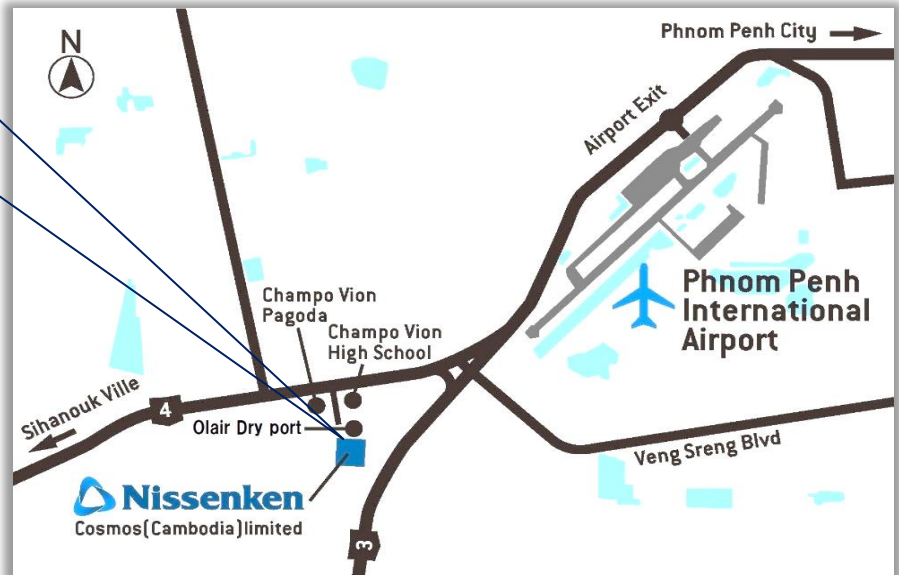 N
Phnom Penh City
Airport Exit
Phnom Penh
International
Airport
Champo Vion
Pagoda
Champo Vion
High School
Sihanouk Ville
4
Olair Dry port
Veng Sreng Blvd
Nissenken
Cosmos(Cambodia)limited
3